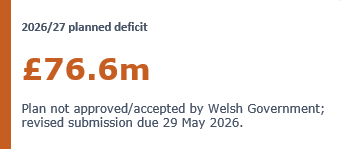 2026/27 planned deficit
£76.6m
Plan not approved/accepted by Welsh Government;
revised submission due 29 May 2026.